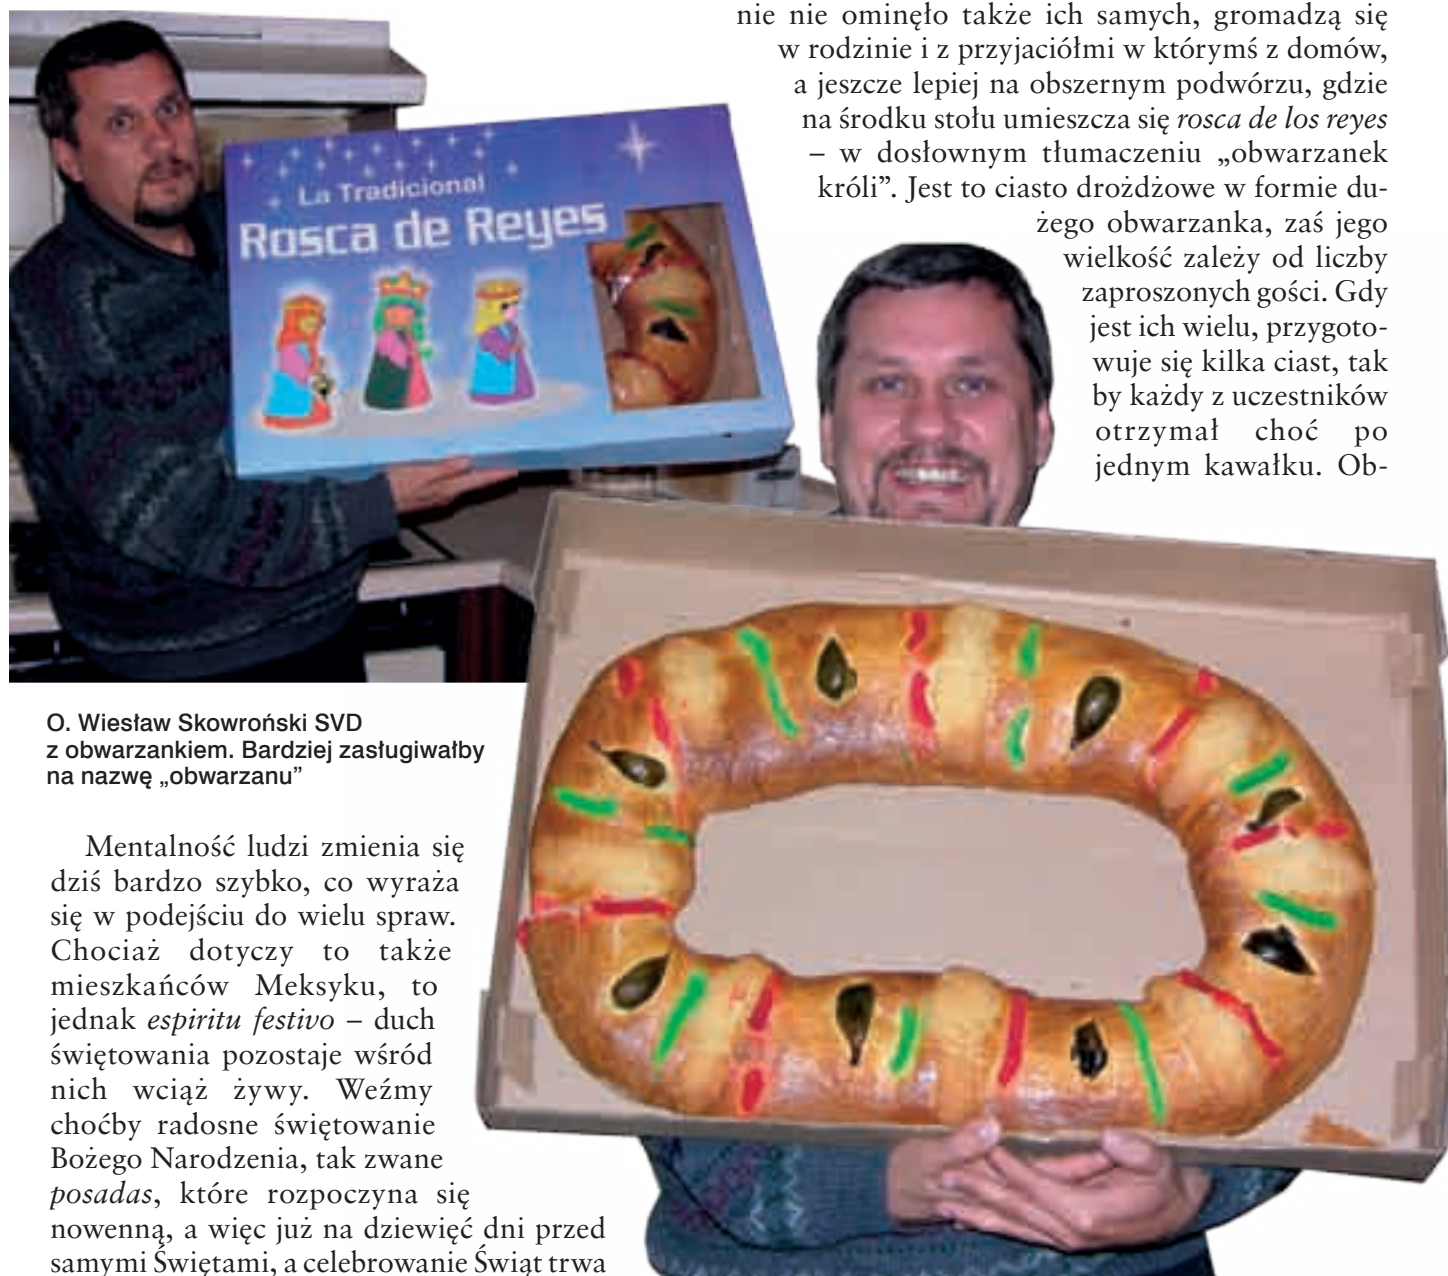 nie nie ominęło także ich samych, gromadzą się
w rodzinie i z przyjaciółmi w którymś z domów,
a jeszcze lepiej na obszernym podwórzu, gdzie
na środku stołu umieszcza się rosca de los reyes
– w dosłownym tłumaczeniu „obwarzanek
króli”. Jest to ciasto drożdżowe w formie du-
żego obwarzanka, zaś jego
wielkość zależy od liczby
zaproszonych gości. Gdy
jest ich wielu, przygoto-
wuje się kilka ciast, tak
by każdy z uczestników
otrzymał choć po
jednym kawałku. Ob-
La Tradicional
Rosca de Reyes
O. Wiesław Skowroński SVD
z obwarzankiem. Bardziej zasługiwałby
na nazwę „obwarzanu”
Mentalność ludzi zmienia się
dziś bardzo szybko, co wyraża
się w podejściu do wielu spraw.
Chociaż dotyczy to także
mieszkańców Meksyku, to
jednak espiritu festivo – duch
świętowania pozostaje wśród
nich wciąż żywy. Weźmy
choćby radosne świętowanie
Bożego Narodzenia, tak zwane
posadas, które rozpoczyna się
nowenną, a więc już na dziewięć dni przed
samymi Świętami, a celebrowanie Świąt trwa